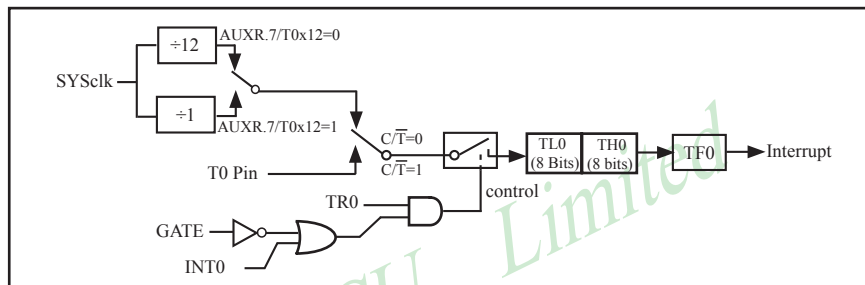 ÷12
AUXR.7/T0x12=0
SYSclk
÷1
AUXR.7/T0x12=1
C/T̅=0
C/T̅=1
T0 Pin
TL0
(8 Bits)
TH0
(8 bits)
TF0
Interrupt
control
TR0
GATE
INT0
Limited